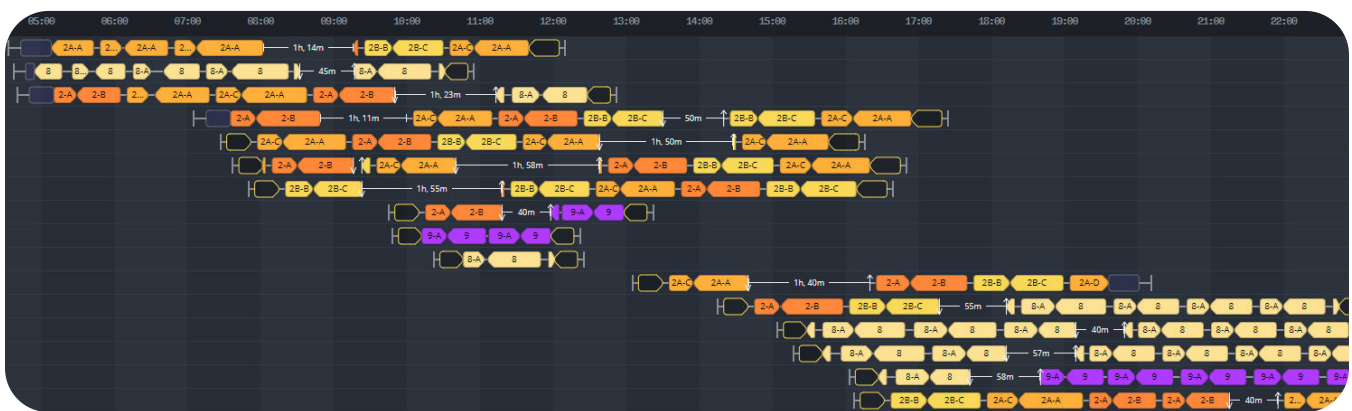 05:00 06:00 07:00 08:00 09:00 10:00 11:00 12:00 13:00 14:00 15:00 16:00 17:00 18:00 19:00 20:00 21:00 22:00
2A-A 2... 2A-A 2... 2A-A 1h, 14m 2B-B 2B-C 2A-C 2A-A
8 8... 8 8-A 8 8-A 8 45m 8-A 8
2-A 2-B 2... 2A-A 2A-C 2A-A 2-A 2-B 1h, 23m 8-A 8
2-A 2-B 1h, 11m 2A-C 2A-A 2-A 2-B 2B-B 2B-C 50m 2B-B 2B-C 2A-C 2A-A
2A-C 2A-A 2-A 2-B 2B-B 2B-C 2A-C 2A-A 1h, 50m 2A-C 2A-A
2-A 2-B 2A-C 2A-A 1h, 58m 2-A 2-B 2B-B 2B-C 2A-C 2A-A
2B-B 2B-C 1h, 55m 2B-B 2B-C 2A-C 2A-A 2-A 2-B 2B-B 2B-C
2-A 2-B 40m 9-A 9
9-A 9 9-A 9
8-A 8
2A-C 2A-A 1h, 40m 2-A 2-B 2B-B 2B-C 2A-D
2-A 2-B 2B-B 2B-C 55m 8-A 8 8-A 8 8-A 8 8-A 8
8-A 8 8-A 8 8-A 8 40m 8-A 8 8-A 8 8-A 8
8-A 8 8-A 8 57m 8-A 8 8-A 8 8-A 8 8-A
8-A 8 58m 9-A 9 9-A 9 9-A 9 9-A 9 9-A
2B-B 2B-C 2A-C 2A-A 2-A 2-B 2-A 2-B 40m 2... 2A-A